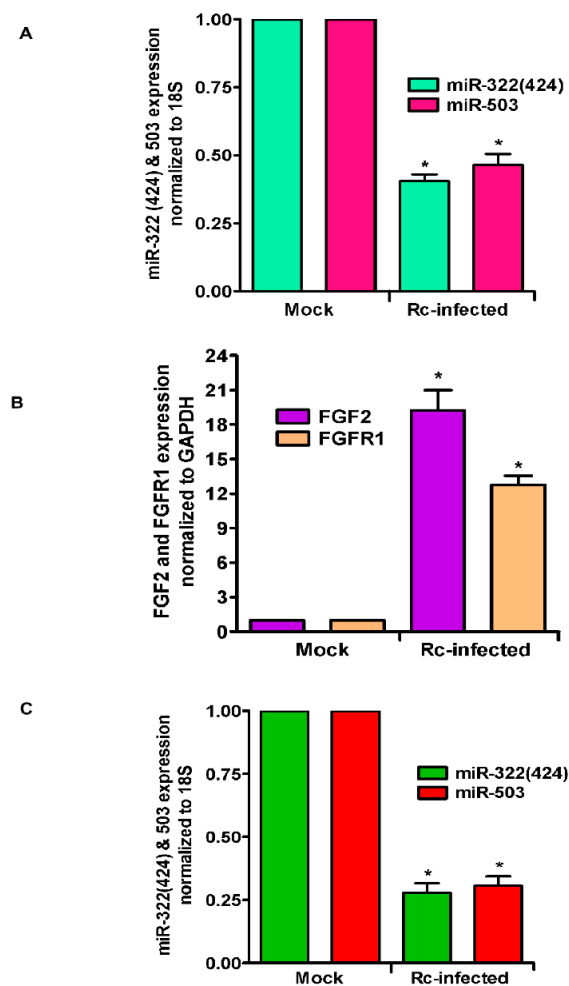 A
miR-322 (424) & 503 expression
normalized to 18S
1.00
0.75
0.50
0.25
0.00
miR-322(424)
miR-503
*
*
Mock
Rc-infected
B
FGF2 and FGFR1 expression
normalized to GAPDH
24
21
18
15
12
9
6
3
0
FGF2
FGFR1
*
*
Mock
Rc-infected
C
miR-322(424) & 503 expression
normalized to 18S
1.00
0.75
0.50
0.25
0.00
miR-322(424)
miR-503
*
*
Mock
Rc-infected